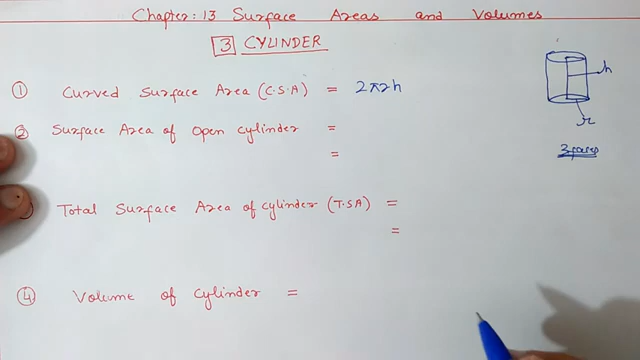 Chapter: 13 Surface Areas and Volumes
3 CYLINDER
① Curved Surface Area (C.S.A) = 2πrh
② Surface Area of Open cylinder =
=
Total Surface Area of cylinder (T.SA) =
=
④ Volume of cylinder =
h
r
3 faces